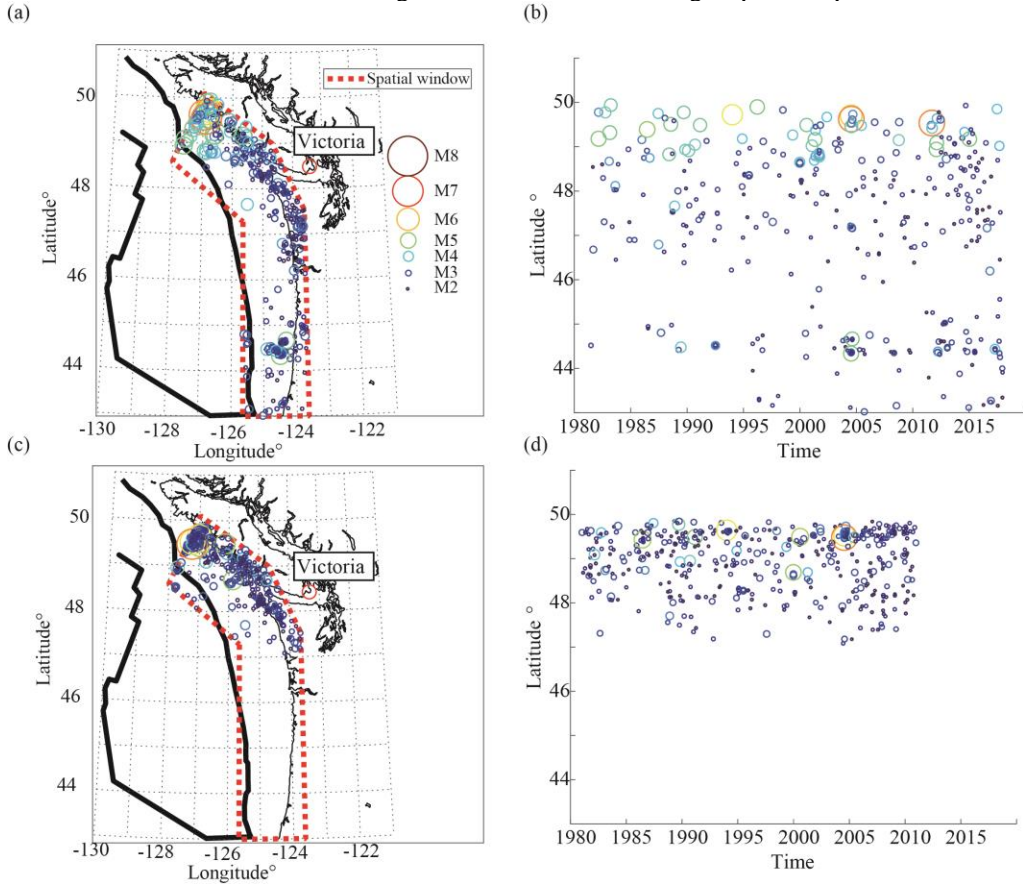 (a)
(b)
Spatial window
Victoria
M8
M7
M6
M5
M4
M3
M2
50
48
46
44
Latitude°
-130
-128
-126
-124
-122
Longitude°
50
48
46
44
Latitude °
1980
1985
1990
1995
2000
2005
2010
2015
Time
(c)
(d)
Victoria
50
48
46
44
Latitude°
-130
-128
-126
-124
-122
Longitude°
50
48
46
44
Latitude °
1980
1985
1990
1995
2000
2005
2010
2015
Time